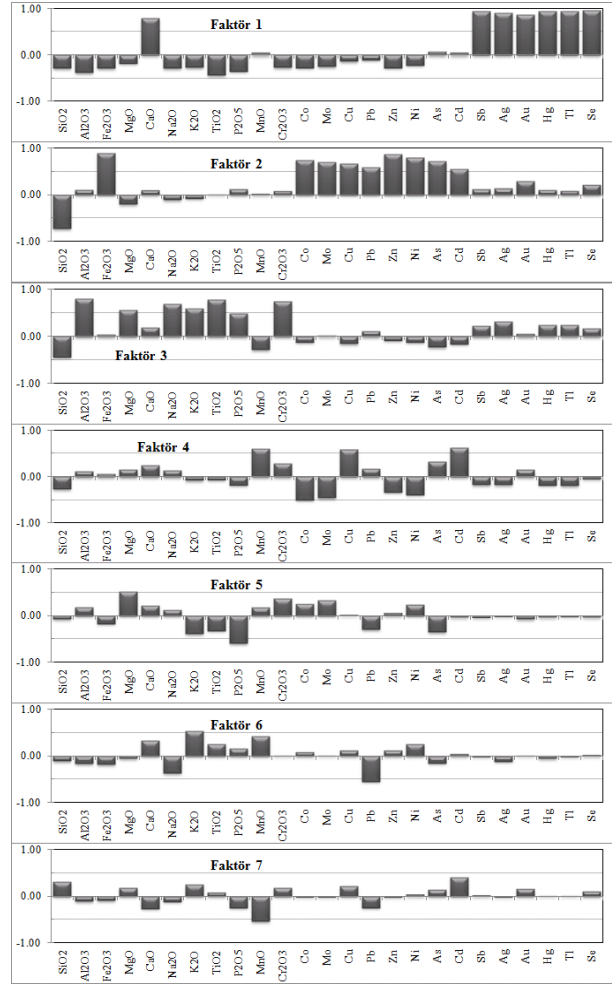 1.00
Faktör 1
0.00
-1.00
SiO2 Al2O3 Fe2O3 MgO CaO Na2O K2O TiO2 P2O5 MnO Cr2O3 Co Mo Cu Pb Zn Ni As Cd Sb Ag Au Hg Tl Se
1.00
Faktör 2
0.00
-1.00
SiO2 Al2O3 Fe2O3 MgO CaO Na2O K2O TiO2 P2O5 MnO Cr2O3 Co Mo Cu Pb Zn Ni As Cd Sb Ag Au Hg Tl Se
1.00
0.00
Faktör 3
-1.00
SiO2 Al2O3 Fe2O3 MgO CaO Na2O K2O TiO2 P2O5 MnO Cr2O3 Co Mo Cu Pb Zn Ni As Cd Sb Ag Au Hg Tl Se
1.00
Faktör 4
0.00
-1.00
SiO2 Al2O3 Fe2O3 MgO CaO Na2O K2O TiO2 P2O5 MnO Cr2O3 Co Mo Cu Pb Zn Ni As Cd Sb Ag Au Hg Tl Se
1.00
Faktör 5
0.00
-1.00
SiO2 Al2O3 Fe2O3 MgO CaO Na2O K2O TiO2 P2O5 MnO Cr2O3 Co Mo Cu Pb Zn Ni As Cd Sb Ag Au Hg Tl Se
1.00
Faktör 6
0.00
-1.00
SiO2 Al2O3 Fe2O3 MgO CaO Na2O K2O TiO2 P2O5 MnO Cr2O3 Co Mo Cu Pb Zn Ni As Cd Sb Ag Au Hg Tl Se
1.00
Faktör 7
0.00
-1.00
SiO2 Al2O3 Fe2O3 MgO CaO Na2O K2O TiO2 P2O5 MnO Cr2O3 Co Mo Cu Pb Zn Ni As Cd Sb Ag Au Hg Tl Se